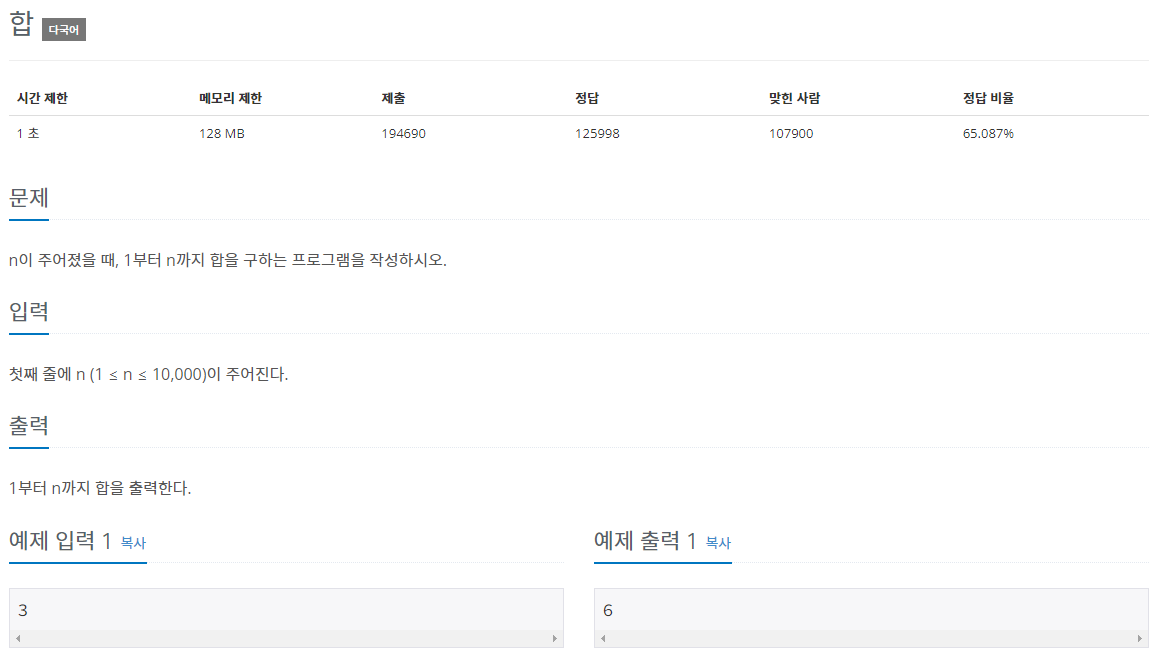 합 다국어
시간 제한 메모리 제한 제출 정답 맞힌 사람 정답 비율
1 초 128 MB 194690 125998 107900 65.087%
문제
n이 주어졌을 때, 1부터 n까지 합을 구하는 프로그램을 작성하시오.
입력
첫째 줄에 n (1 ≤ n ≤ 10,000)이 주어진다.
출력
1부터 n까지 합을 출력한다.
예제 입력 1 복사 예제 출력 1 복사
3 6